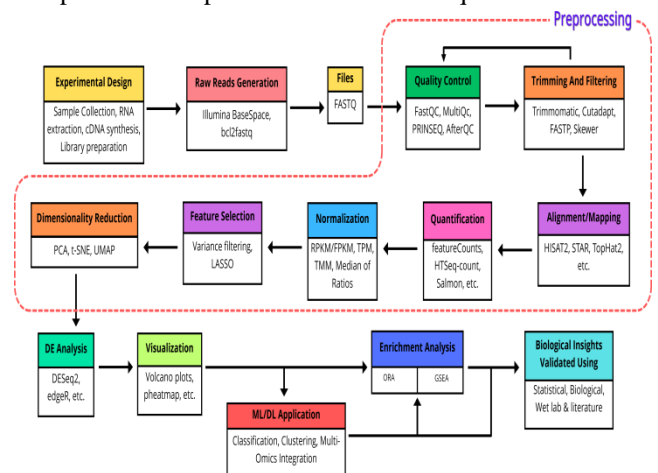 Preprocessing
Experimental Design
Sample Collection, RNA
extraction, cDNA synthesis,
Library preparation
Raw Reads Generation
Illumina BaseSpace,
bcl2fastq
Files
FASTQ
Quality Control
FastQC, MultiQc,
PRINSEQ, AfterQC
Trimming And Filtering
Trimmomatic, Cutadapt,
FASTP, Skewer
Dimensionality Reduction
PCA, t-SNE, UMAP
Feature Selection
Variance filtering,
LASSO
Normalization
RPKM/FPKM, TPM,
TMM, Median of
Ratios
Quantification
featureCounts,
HTSeq-count,
Salmon, etc.
Alignment/Mapping
HISAT2, STAR, TopHat2,
etc.
DE Analysis
DESeq2,
edgeR, etc.
Visualization
Volcano plots,
pheatmap, etc.
Enrichment Analysis
ORA
GSEA
Biological Insights
Validated Using
Statistical, Biological,
Wet lab & literature
ML/DL Application
Classification, Clustering, Multi-
Omics Integration